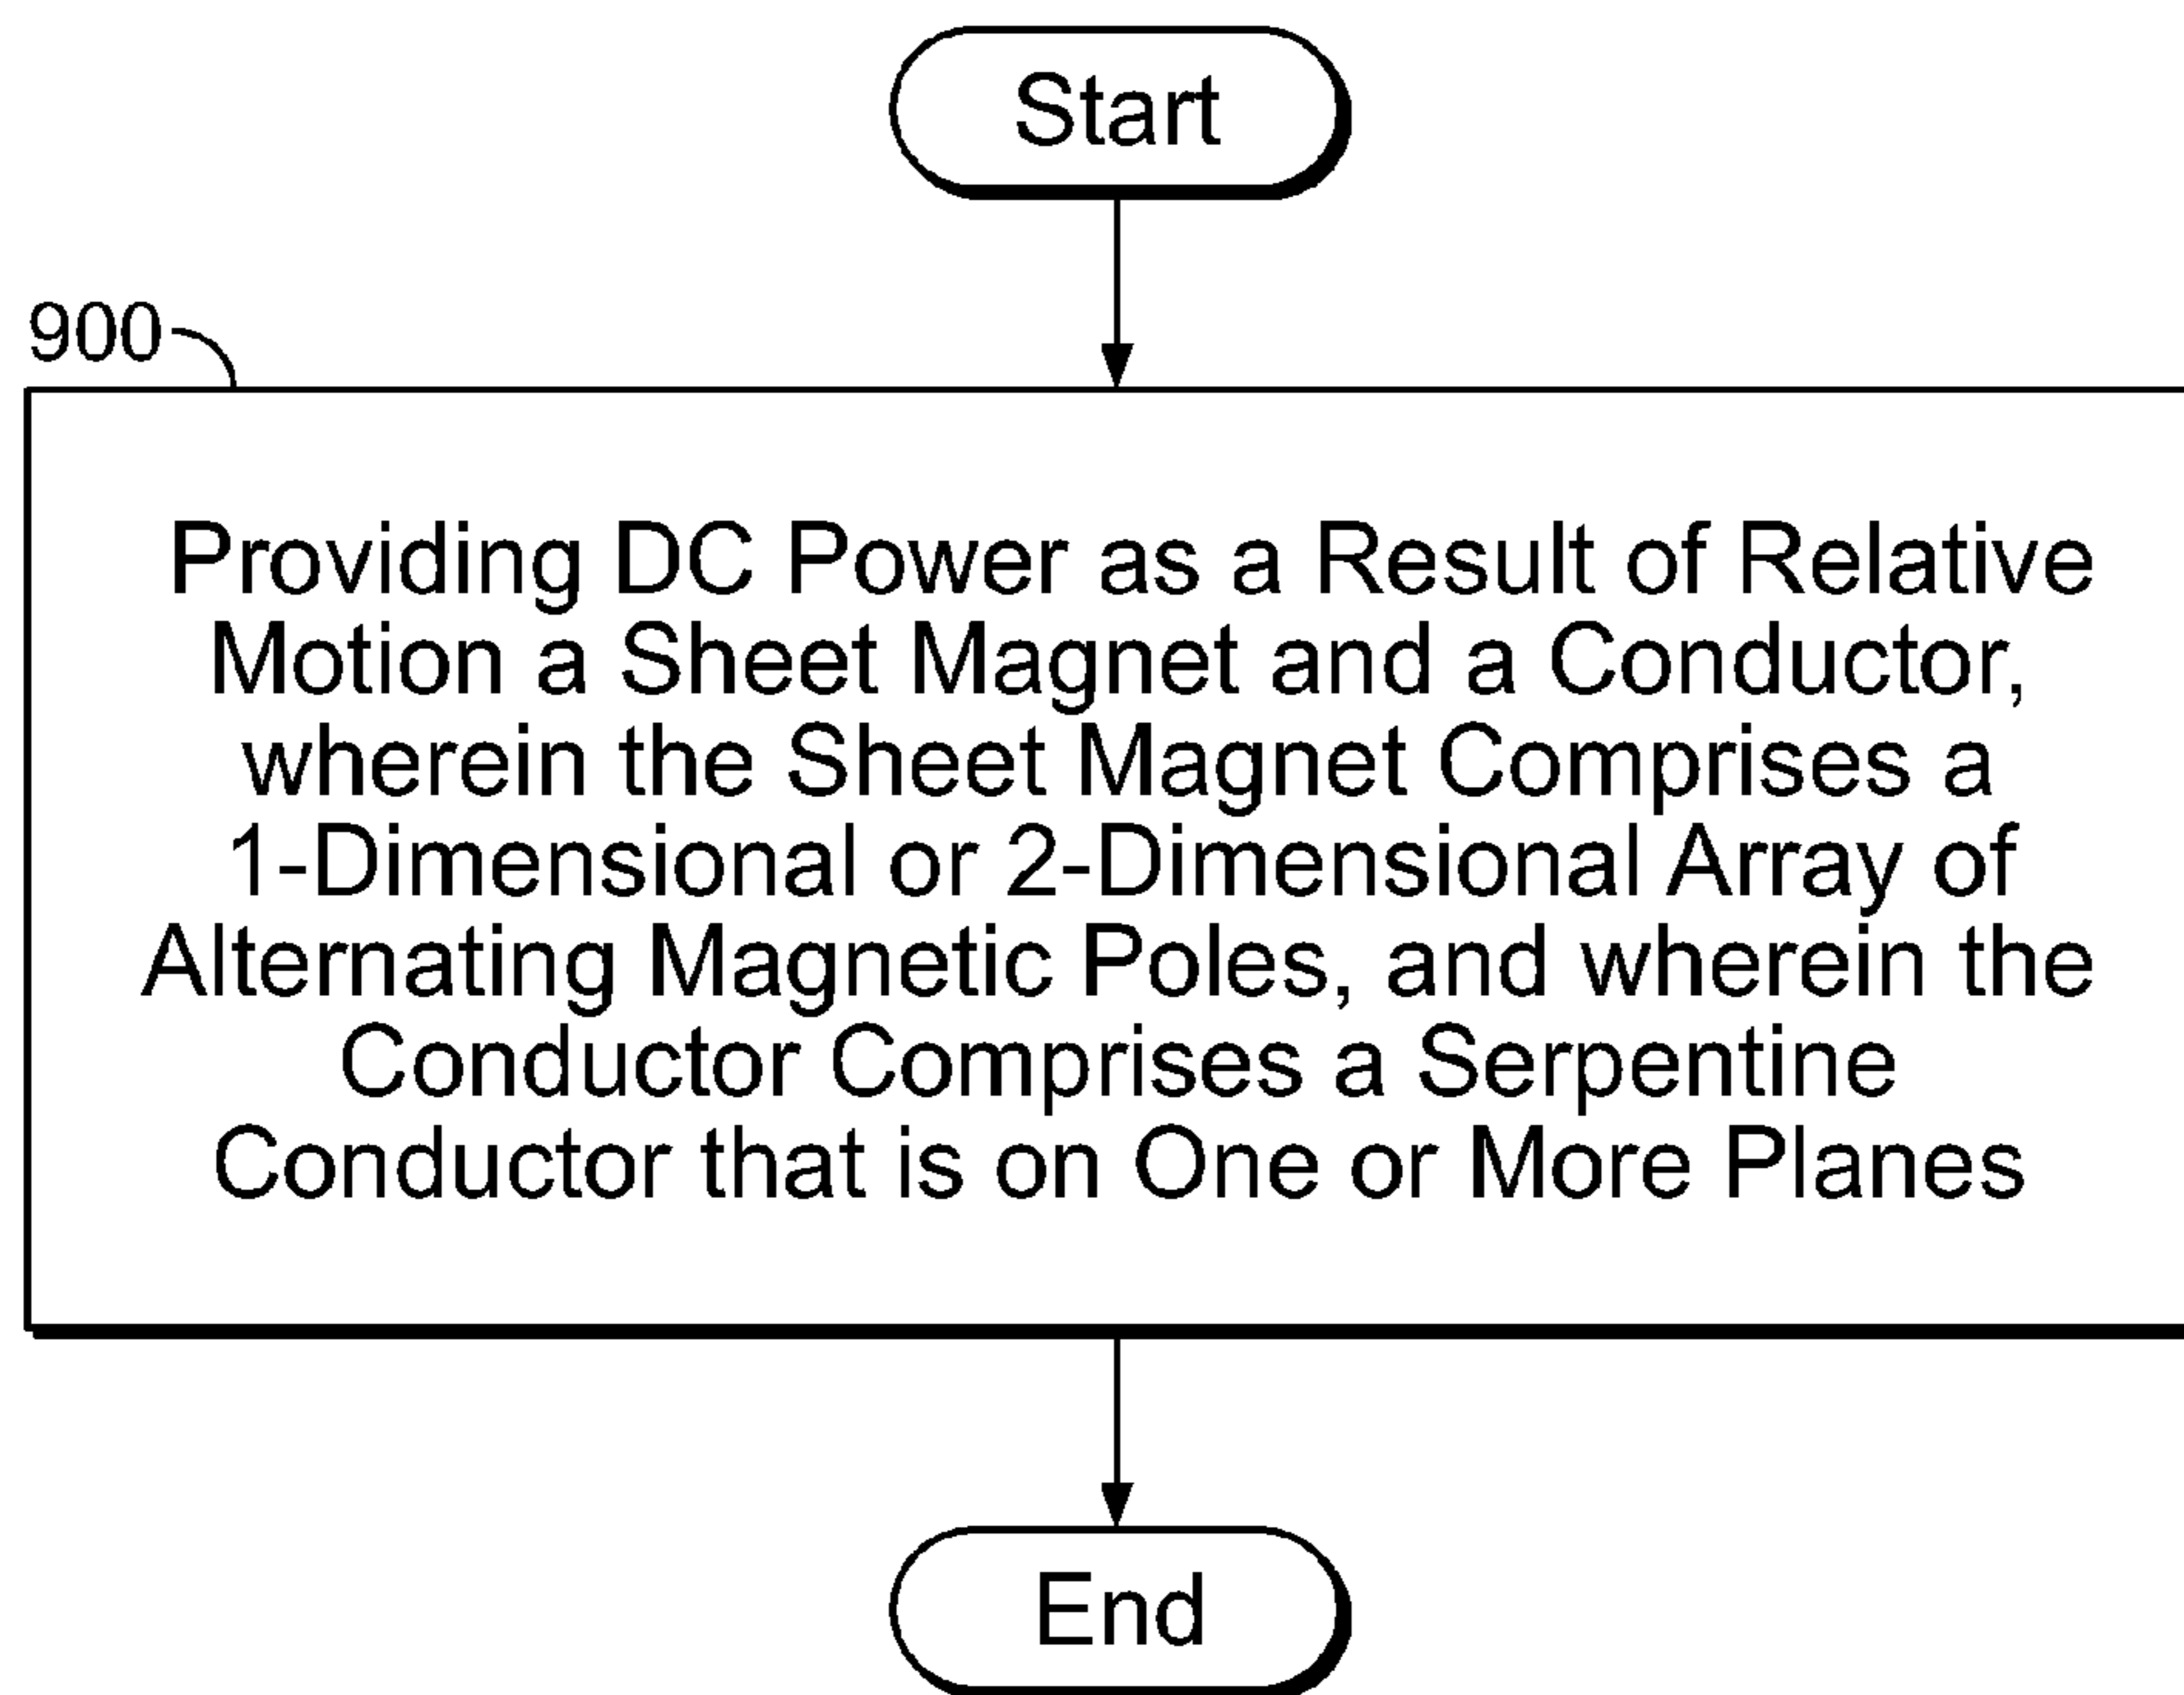 Start
900
Providing DC Power as a Result of Relative
Motion a Sheet Magnet and a Conductor,
wherein the Sheet Magnet Comprises a
1-Dimensional or 2-Dimensional Array of
Alternating Magnetic Poles, and wherein the
Conductor Comprises a Serpentine
Conductor that is on One or More Planes
End